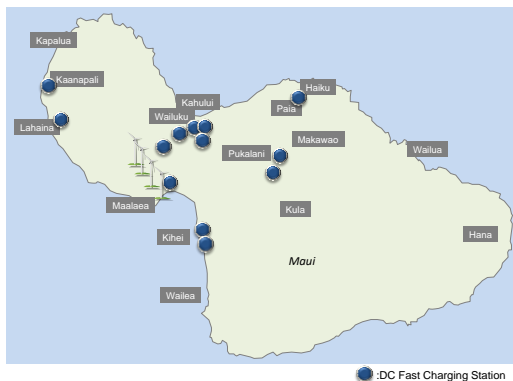 Kapalua
Kaanapali
Lahaina
Kahului
Wailuku
Haiku
Paia
Makawao
Pukalani
Wailua
Maalaea
Kula
Kihei
Hana
Maui
Wailea
:DC Fast Charging Station